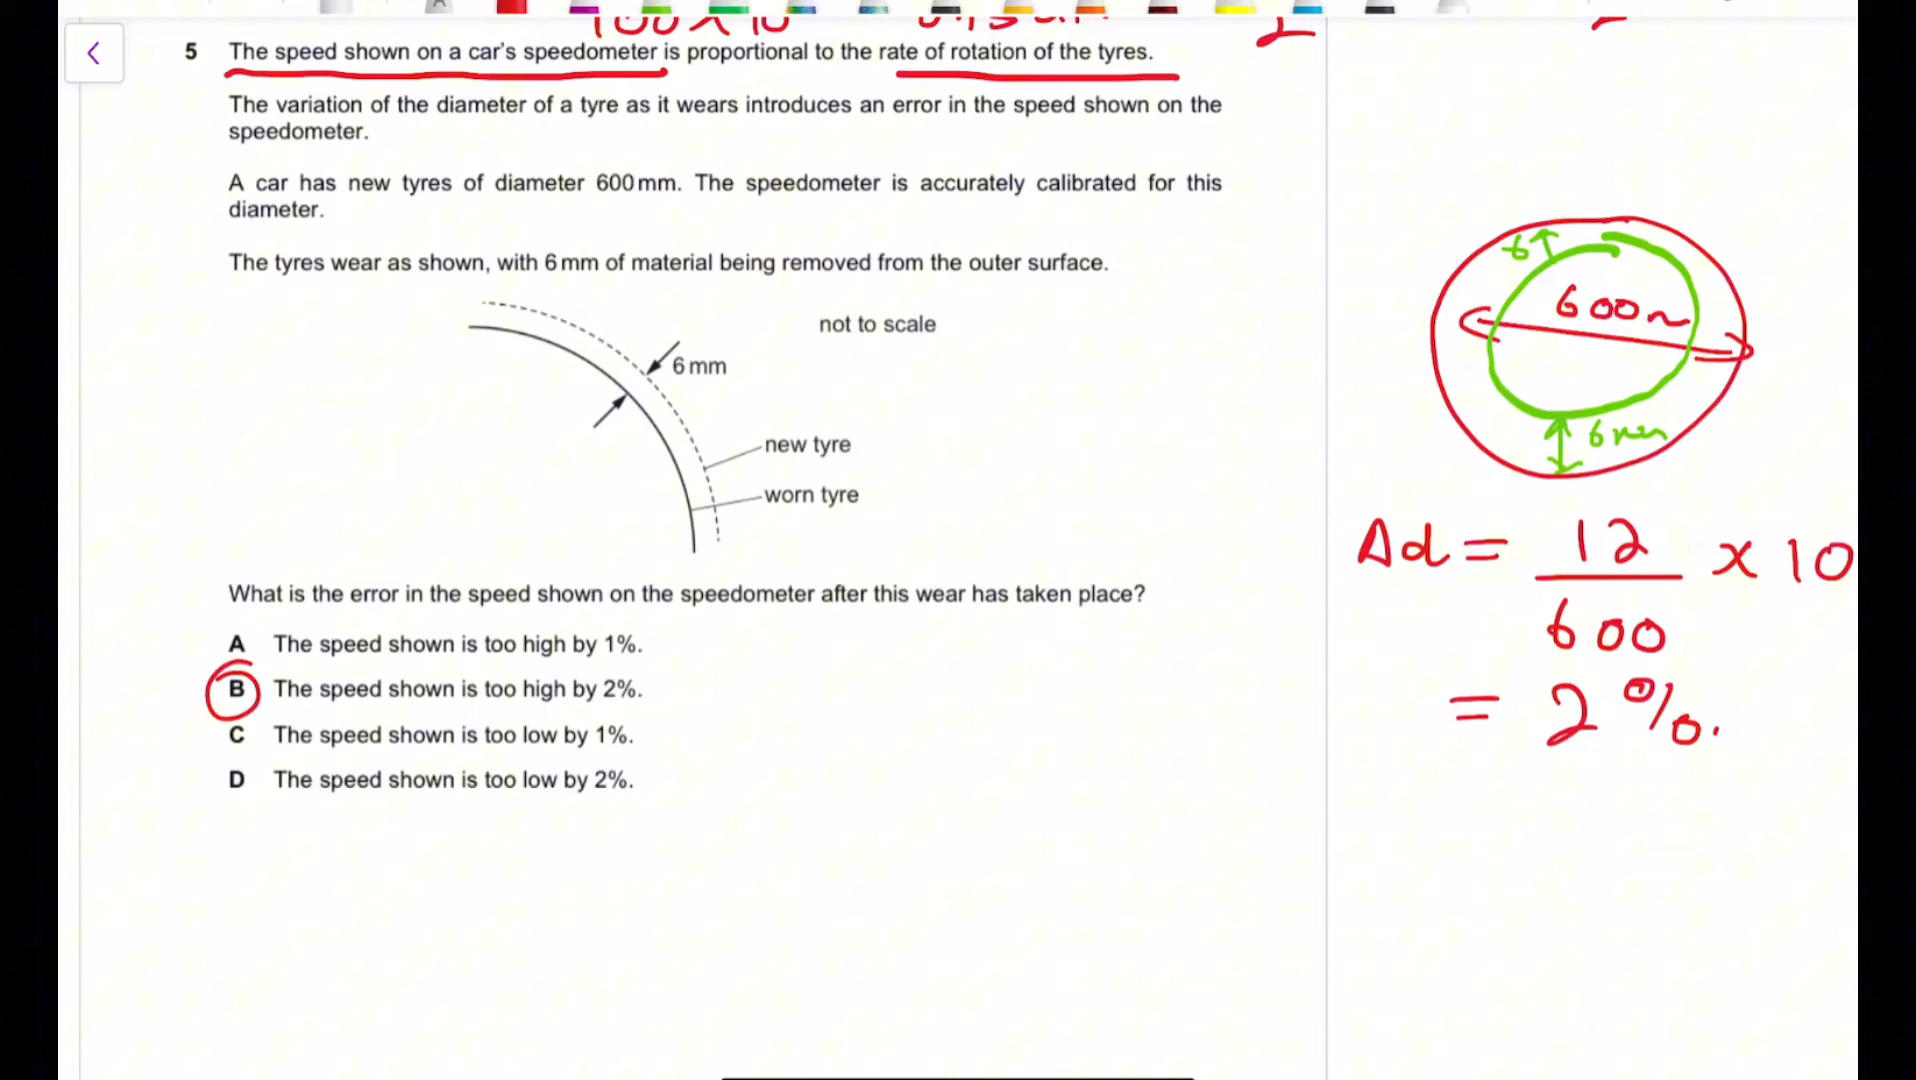 5 The speed shown on a car's speedometer is proportional to the rate of rotation of the tyres.
The variation of the diameter of a tyre as it wears introduces an error in the speed shown on the
speedometer.
A car has new tyres of diameter 600 mm. The speedometer is accurately calibrated for this
diameter.
The tyres wear as shown, with 6 mm of material being removed from the outer surface.
not to scale
6 mm
new tyre
worn tyre
What is the error in the speed shown on the speedometer after this wear has taken place?
A The speed shown is too high by 1%.
B The speed shown is too high by 2%.
C The speed shown is too low by 1%.
D The speed shown is too low by 2%.
6
600m
6mm
Δd = 12 x 10
600
= 2%.